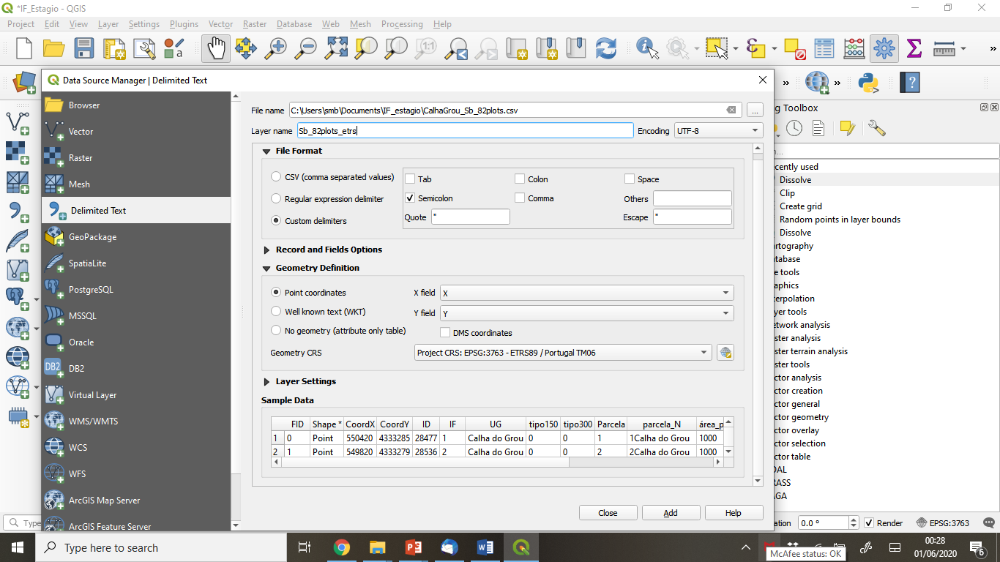 *IF_Estagio - QGIS
Project Edit View Layer Settings Plugins Vector Raster Database Web Mesh Processing Help
1:1
»
Data Source Manager | Delimited Text
» » ?
Browser
Vector
Raster
Mesh
Delimited Text
GeoPackage
SpatiaLite
PostgreSQL
MSSQL
Oracle
DB2 DB2
Virtual Layer
WMS/WMTS
WCS
WFS
ArcGIS Map Server
ArcGIS Feature Server
File name C:\Users\smb\Documents\IF_estagio\CalhaGrou_Sb_82plots.csv ...
Layer name Sb_82plots_etrs Encoding UTF-8
File Format
CSV (comma separated values) Tab Colon Space
Regular expression delimiter Semicolon Comma Others
Custom delimiters Quote " Escape "
Record and Fields Options
Geometry Definition
Point coordinates X field X
Well known text (WKT) Y field Y
No geometry (attribute only table) DMS coordinates
Geometry CRS Project CRS: EPSG:3763 - ETRS89 / Portugal TM06
Layer Settings
Sample Data
FID Shape * CoordX CoordY ID IF UG tipo150 tipo300 Parcela parcela_N área_p
1 0 Point 550420 4333285 28477 1 Calha do Grou 0 0 1 1Calha do Grou 1000
2 1 Point 549820 4333279 28536 2 Calha do Grou 0 0 2 2Calha do Grou 1000
Close Add Help
g Toolbox
...
cently used
Dissolve
Clip
Create grid
Random points in layer bounds
Dissolve
rtography
tabase
e tools
aphics
erpolation
yer tools
twork analysis
ster analysis
ster terrain analysis
ster tools
ctor analysis
ctor creation
ctor general
ctor geometry
ctor overlay
ctor selection
ctor table
DAL
RASS
AGA
Type
ation 0.0 ° Render EPSG:3763
Type here to search
00:28
01/06/2020
6
McAfee status: OK